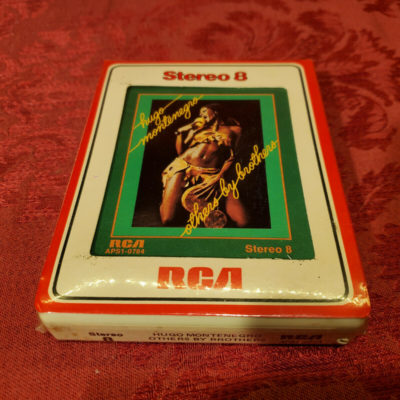 Stereo 8
hugo
montenegro
others by brothers
RCA
APS1-0784
Stereo 8
RCA
Stereo
8
HUGO MONTENEGRO
OTHERS BY BROTHERS
RCA